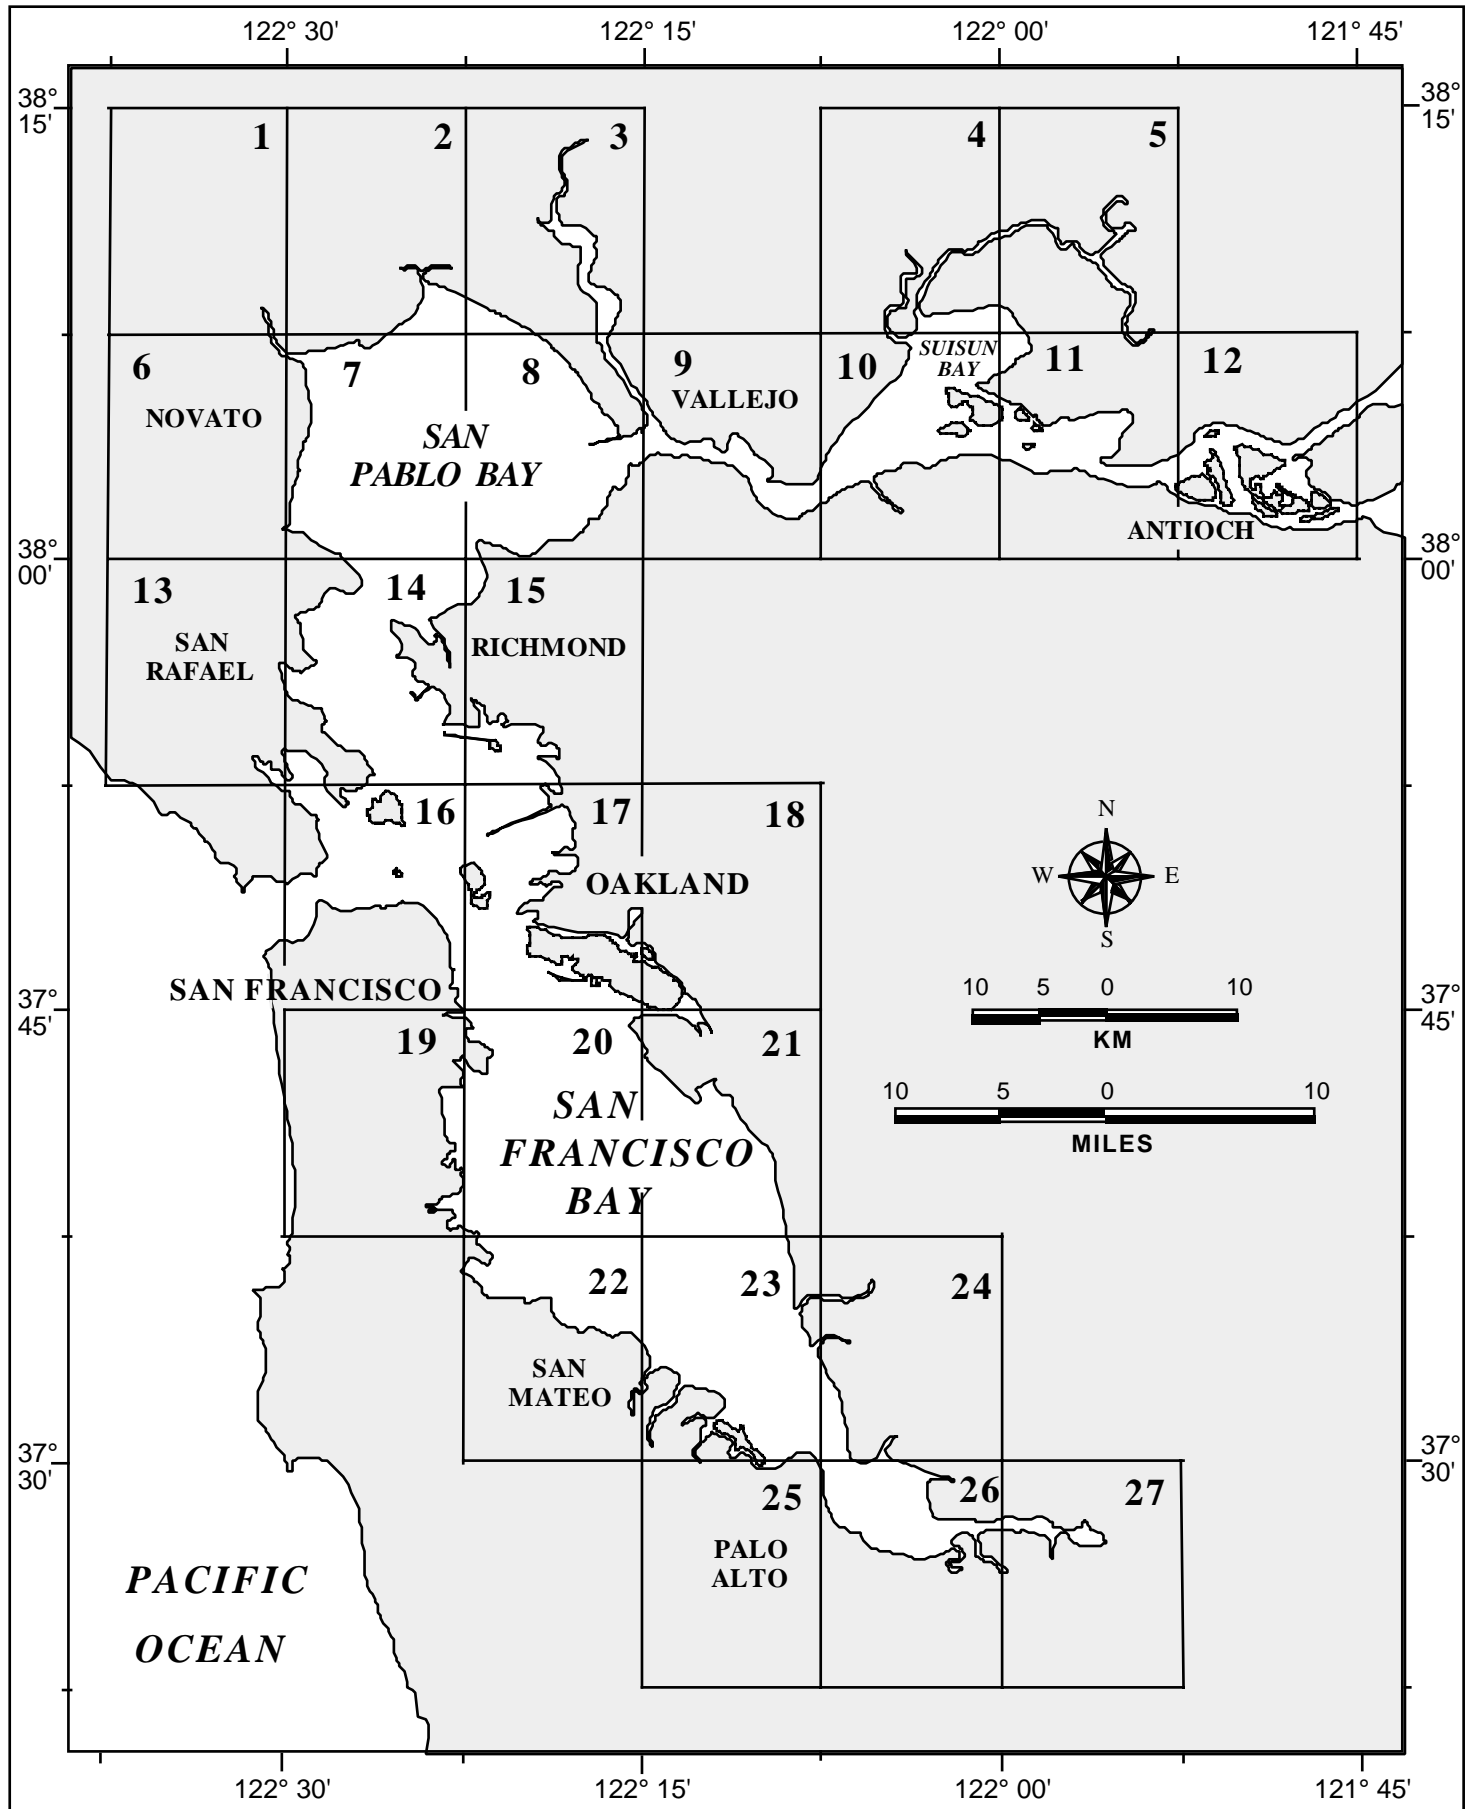 122° 30' 122° 15' 122° 00' 121° 45'
38°
15'
38°
15'
1 2 3 4 5
6 7 8 9 10 11 12
SUISUN
BAY
NOVATO
VALLEJO
SAN
PABLO BAY
ANTIOCH
38°
00'
38°
00'
13 14 15
SAN
RAFAEL
RICHMOND
16 17 18
OAKLAND
N
W E
S
SAN FRANCISCO
37°
45'
37°
45'
10 5 0 10
KM
19 20 21
10 5 0 10
MILES
SAN
FRANCISCO
BAY
22 23 24
SAN
MATEO
37°
30'
37°
30'
25 26 27
PALO
ALTO
PACIFIC
OCEAN
122° 30' 122° 15' 122° 00' 121° 45'